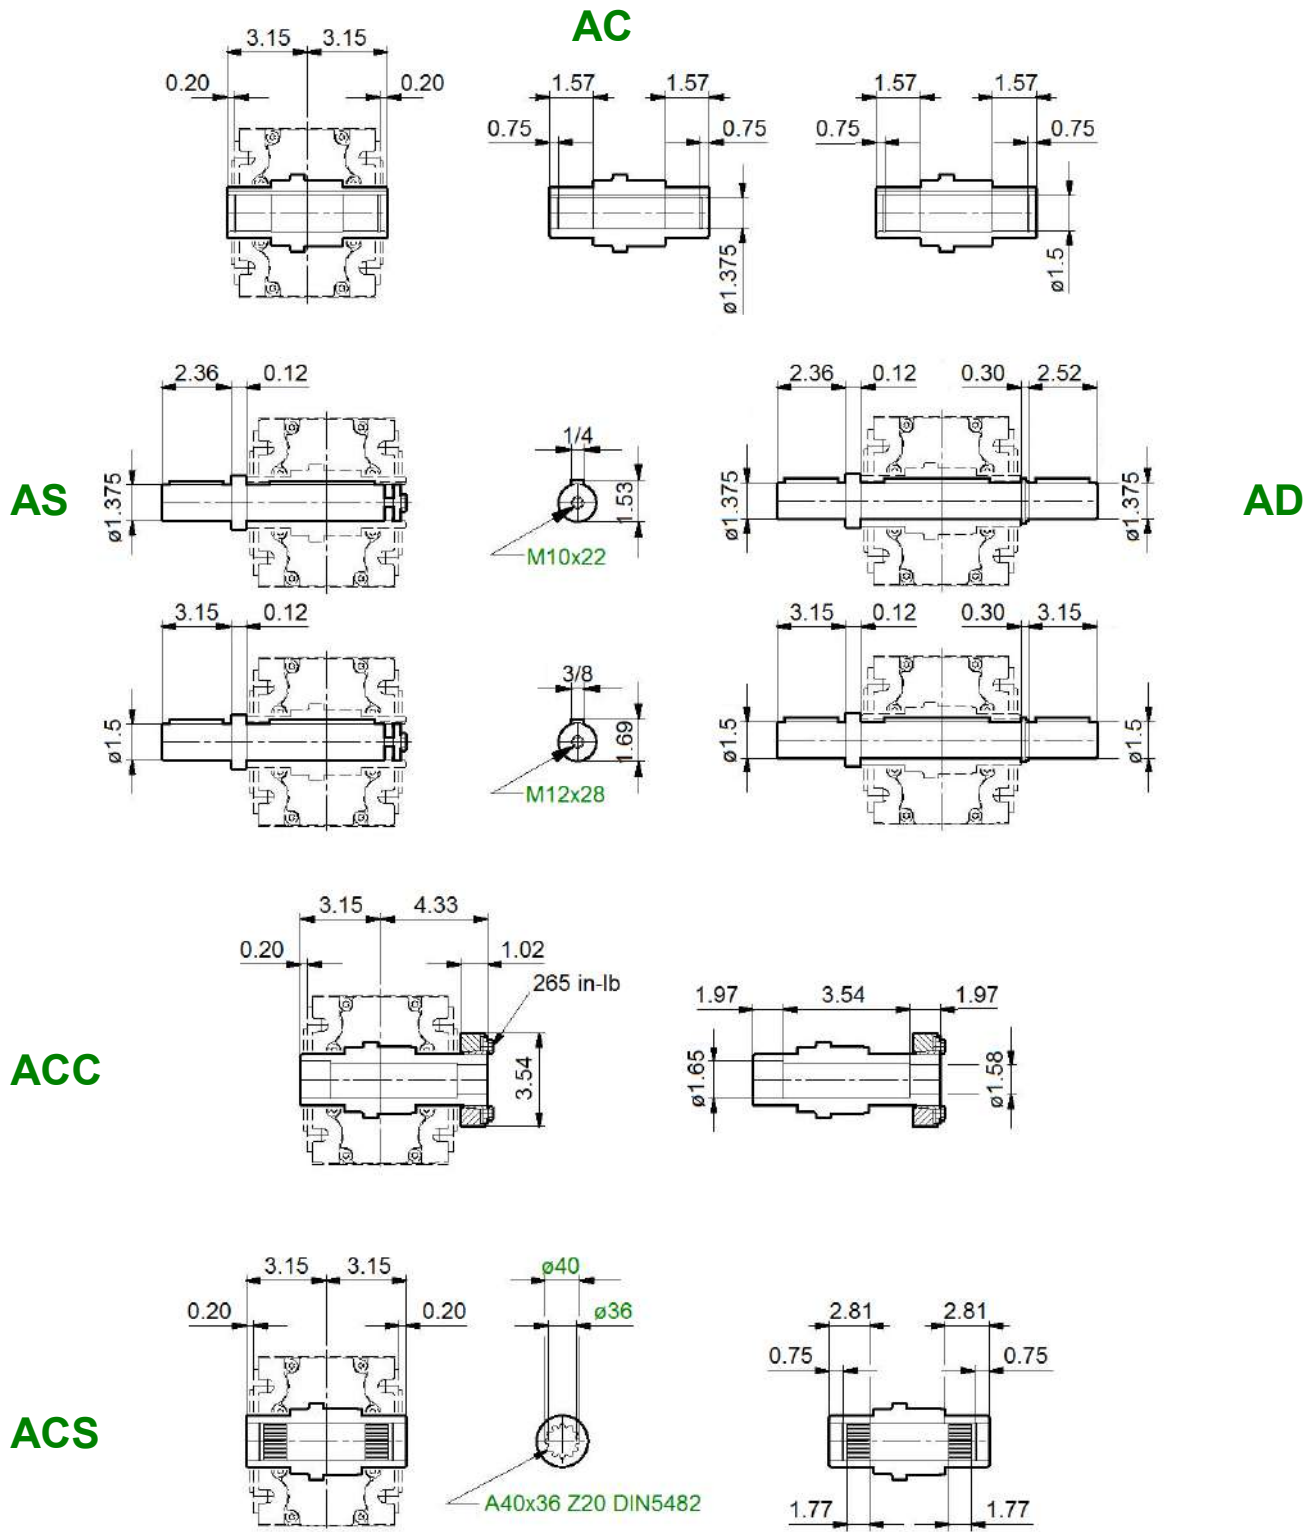 AC
3.15 3.15
0.20 0.20
1.57 1.57
0.75 0.75
ø1.375
1.57 1.57
0.75 0.75
ø1.5
AS
2.36 0.12
ø1.375
1/4
1.53
M10x22
AD
2.36 0.12 0.30 2.52
ø1.375 ø1.375
3.15 0.12
ø1.5
3/8
1.69
M12x28
3.15 0.12 0.30 3.15
ø1.5 ø1.5
ACC
3.15 4.33
0.20 1.02
265 in-lb
3.54
1.97 3.54 1.97
ø1.65 ø1.58
ACS
3.15 3.15
0.20 0.20
ø40
ø36
A40x36 Z20 DIN5482
2.81 2.81
0.75 0.75
1.77 1.77